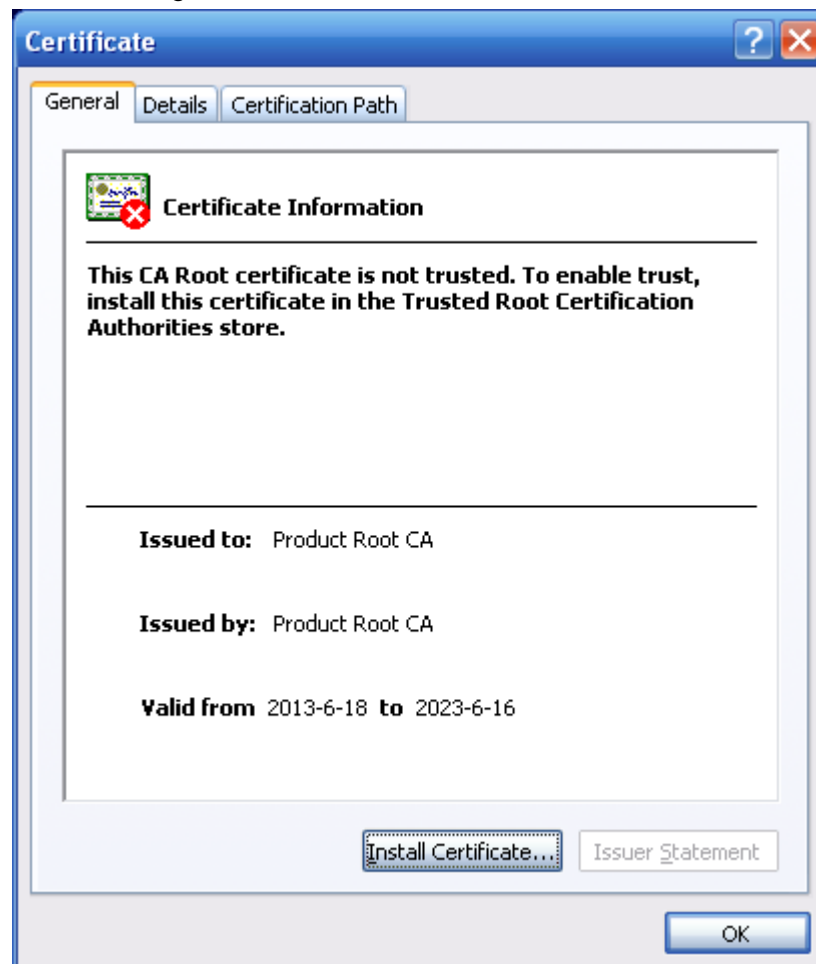 Certificate
General Details Certification Path
Certificate Information
This CA Root certificate is not trusted. To enable trust,
install this certificate in the Trusted Root Certification
Authorities store.
Issued to: Product Root CA
Issued by: Product Root CA
Valid from 2013-6-18 to 2023-6-16
Install Certificate... Issuer Statement
OK